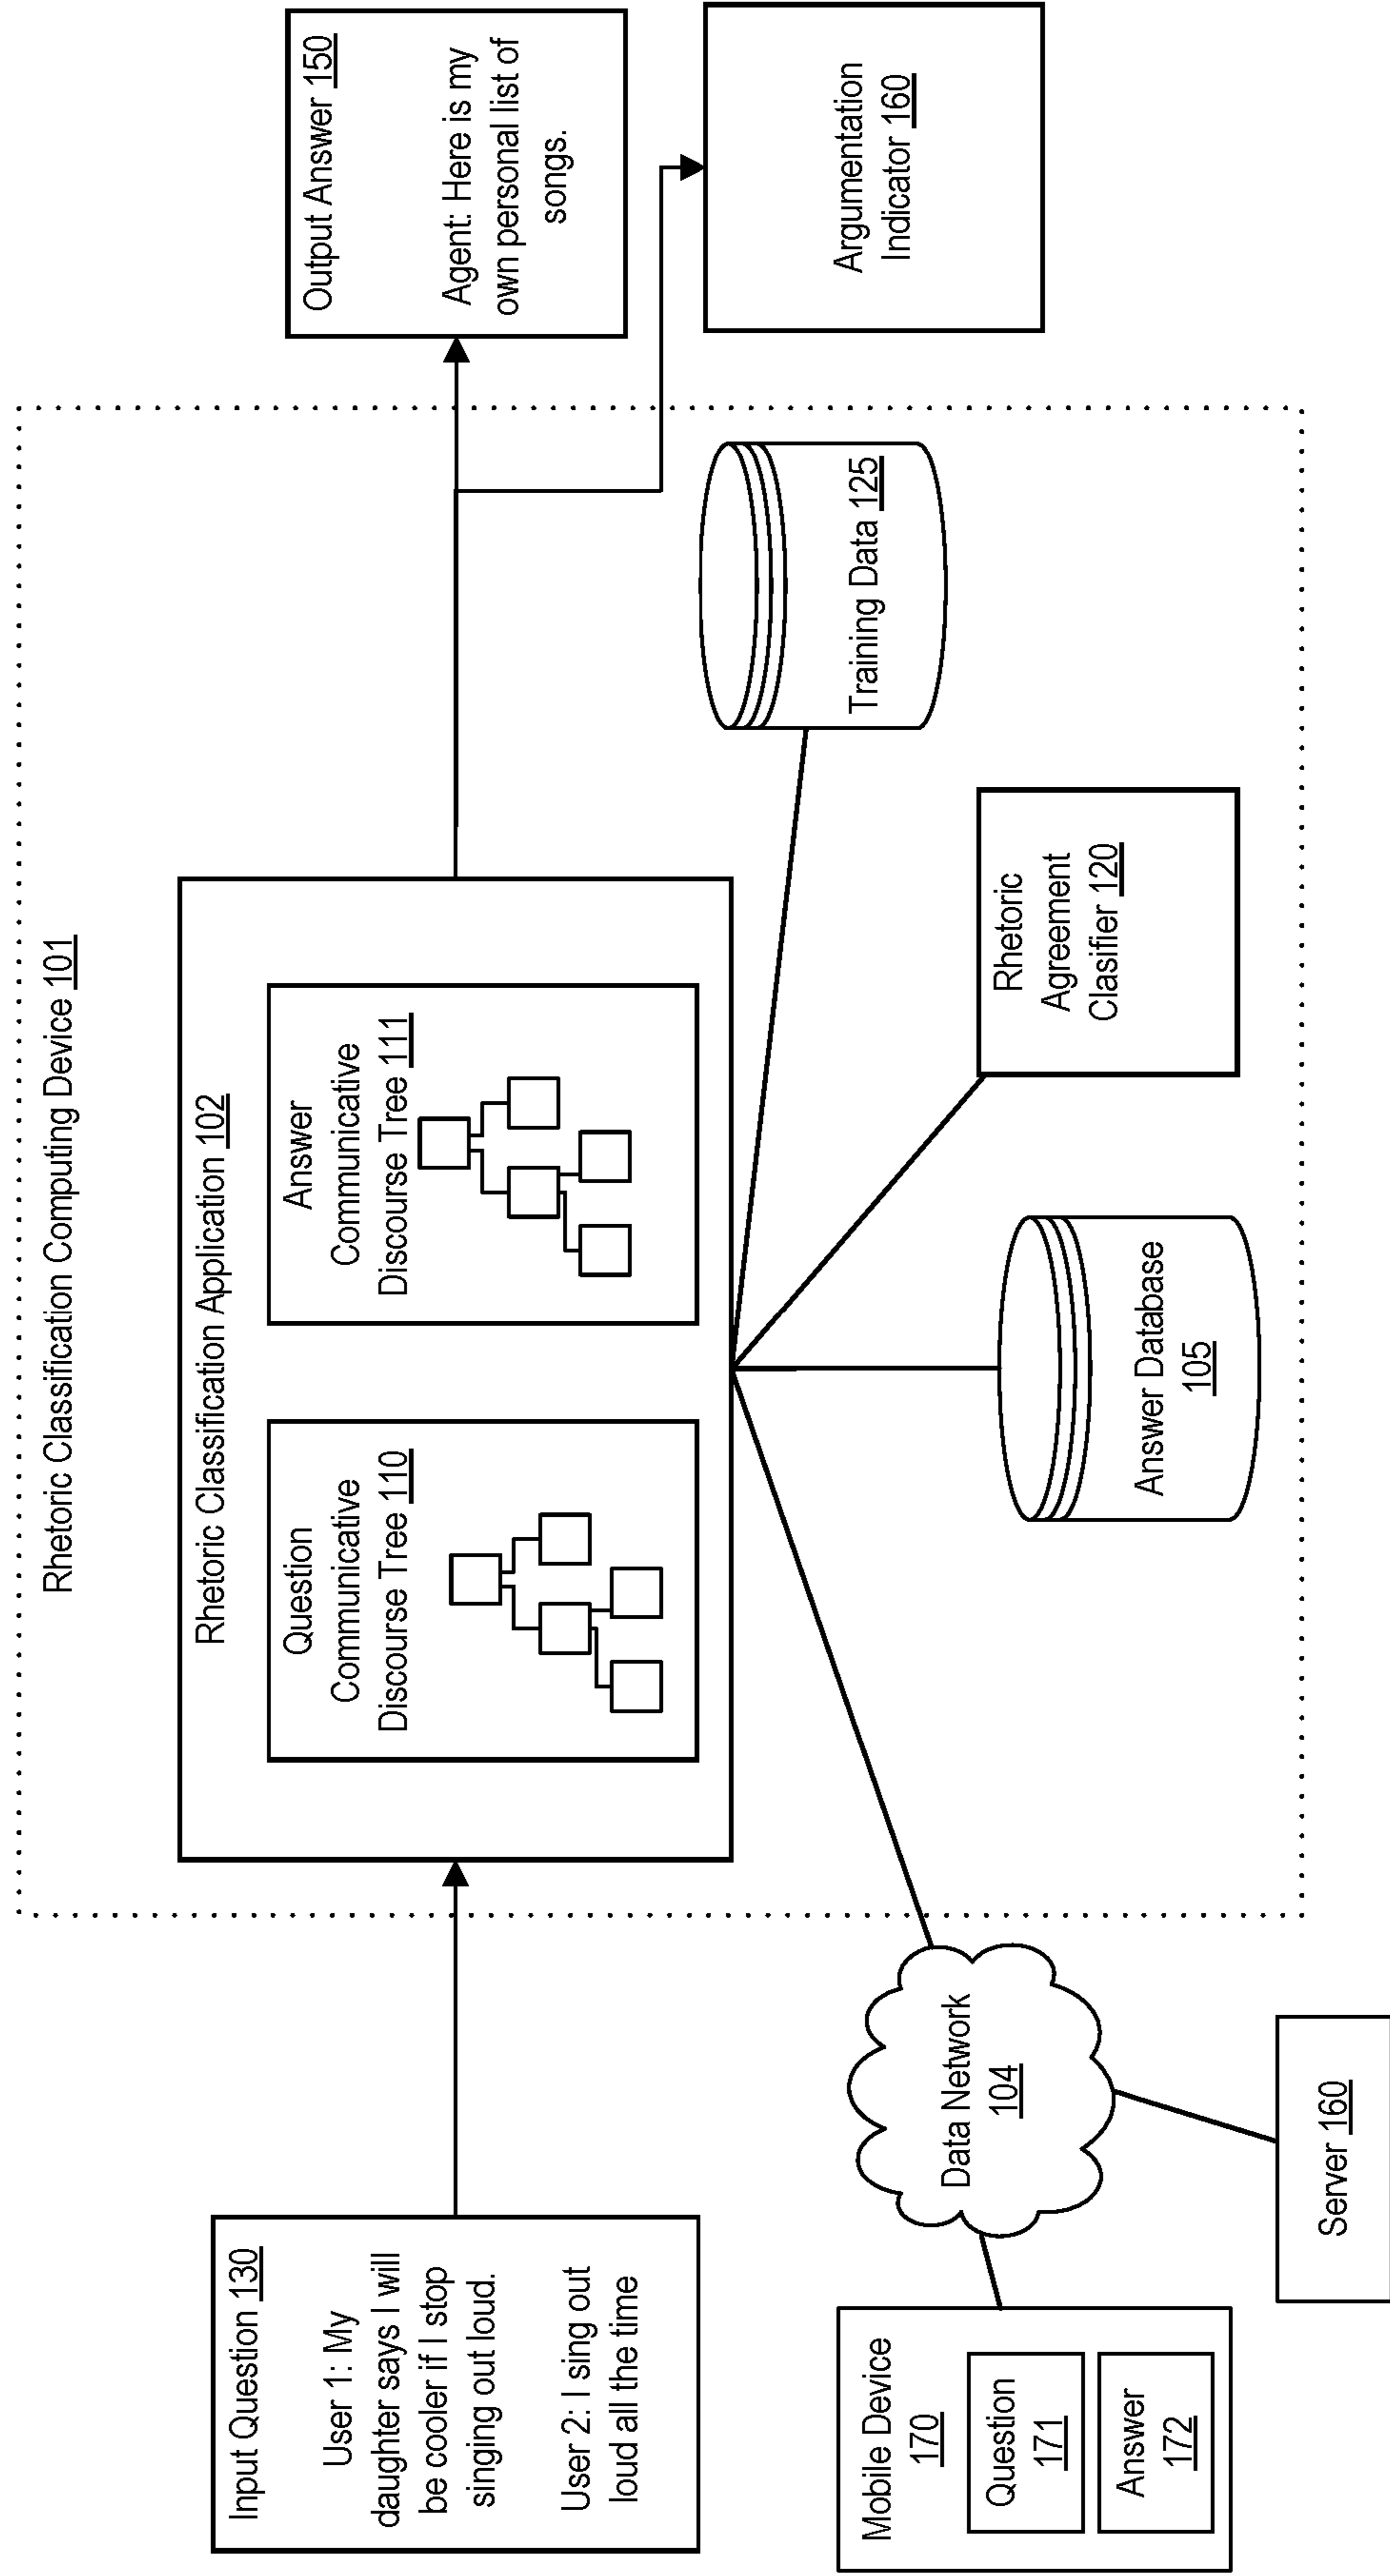 Rhetoric Classification Computing Device 101
Rhetoric Classification Application 102
Input Question 130
User 1: My
daughter says I will
be cooler if I stop
singing out loud.
User 2: I sing out
loud all the time
Question
Communicative
Discourse Tree 110
Answer
Communicative
Discourse Tree 111
Output Answer 150
Agent: Here is my
own personal list of
songs.
Argumentation
Indicator 160
Mobile Device
170
Question
171
Answer
172
Data Network
104
Server 160
Answer Database
105
Rhetoric
Agreement
Clasifier 120
Training Data 125